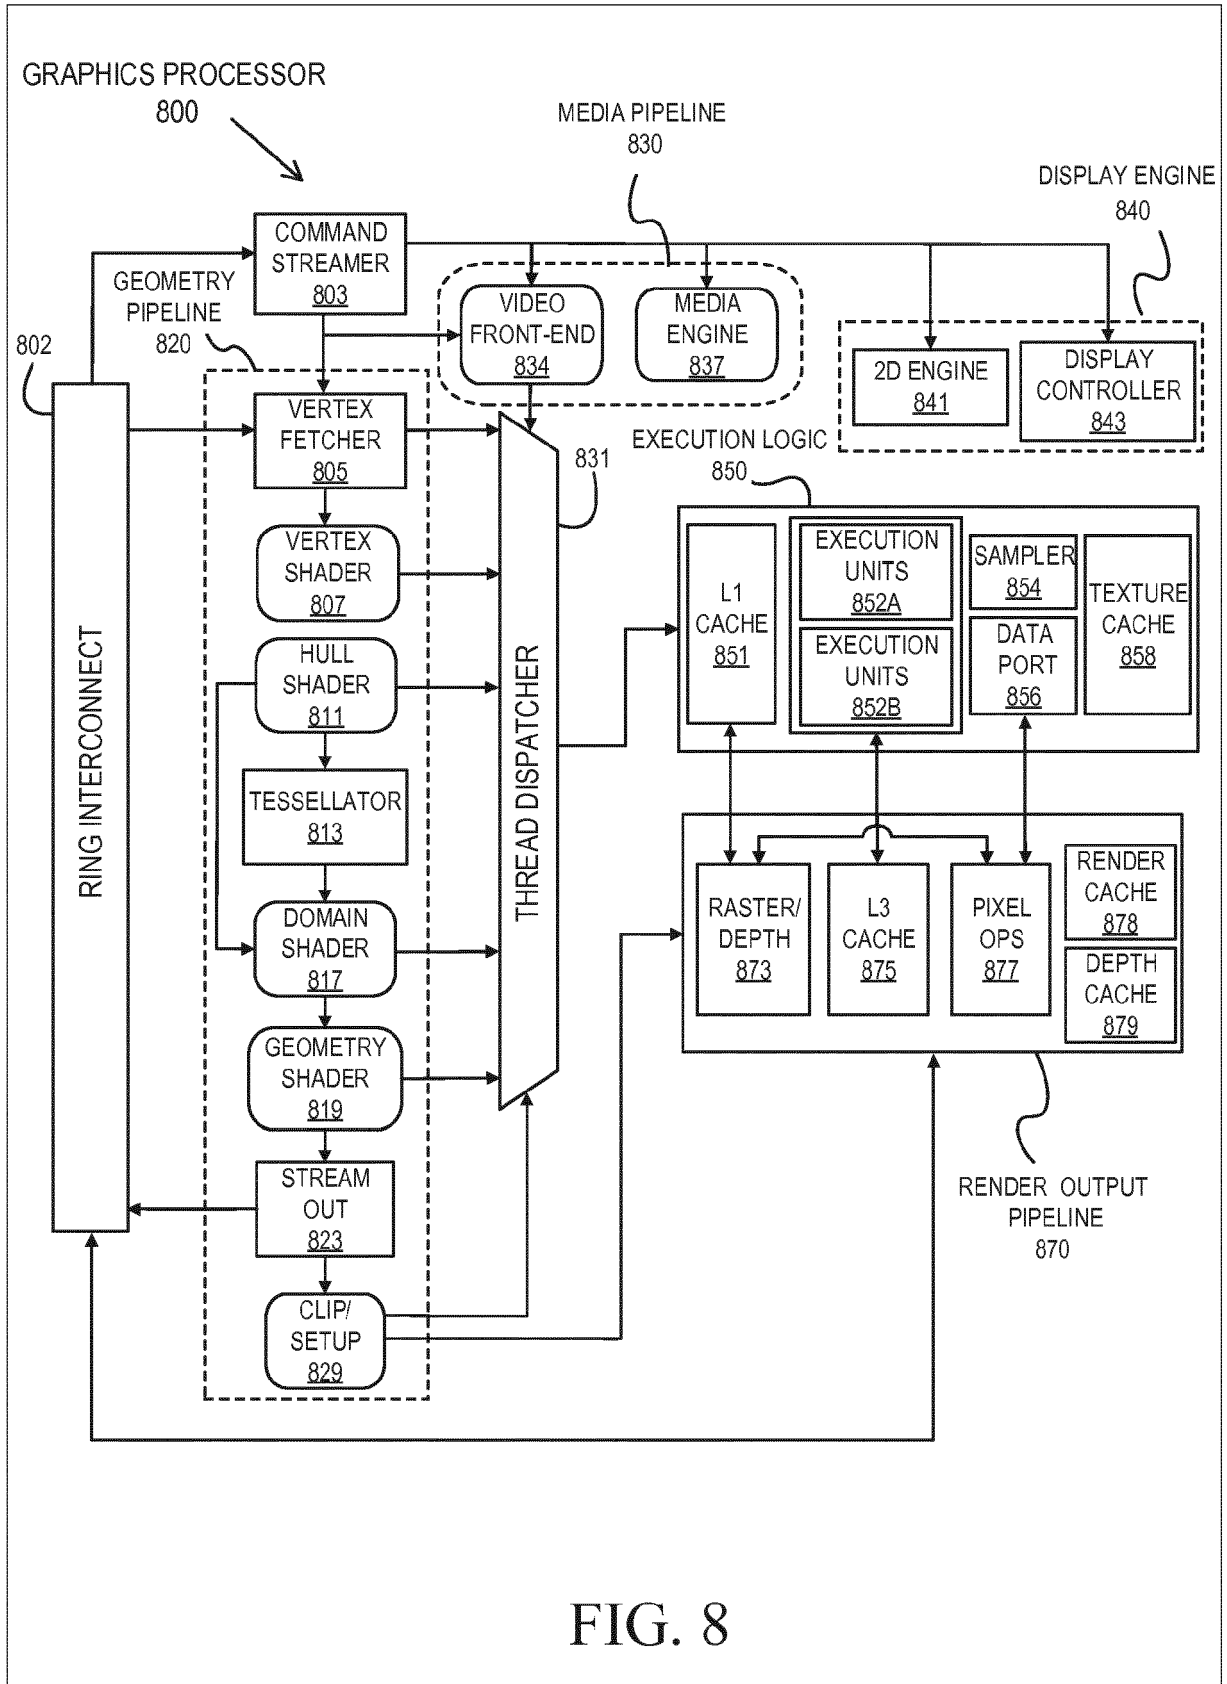 GRAPHICS PROCESSOR
800
MEDIA PIPELINE
830
DISPLAY ENGINE
840
COMMAND
STREAMER
803
GEOMETRY
PIPELINE
820
802
VIDEO
FRONT-END
834
MEDIA
ENGINE
837
2D ENGINE
841
DISPLAY
CONTROLLER
843
VERTEX
FETCHER
805
EXECUTION LOGIC
850
831
VERTEX
SHADER
807
L1
CACHE
851
EXECUTION
UNITS
852A
EXECUTION
UNITS
852B
SAMPLER
854
DATA
PORT
856
TEXTURE
CACHE
858
HULL
SHADER
811
RING INTERCONNECT
THREAD DISPATCHER
TESSELLATOR
813
DOMAIN
SHADER
817
RASTER/
DEPTH
873
L3
CACHE
875
PIXEL
OPS
877
RENDER
CACHE
878
DEPTH
CACHE
879
GEOMETRY
SHADER
819
STREAM
OUT
823
RENDER OUTPUT
PIPELINE
870
CLIP/
SETUP
829
FIG. 8